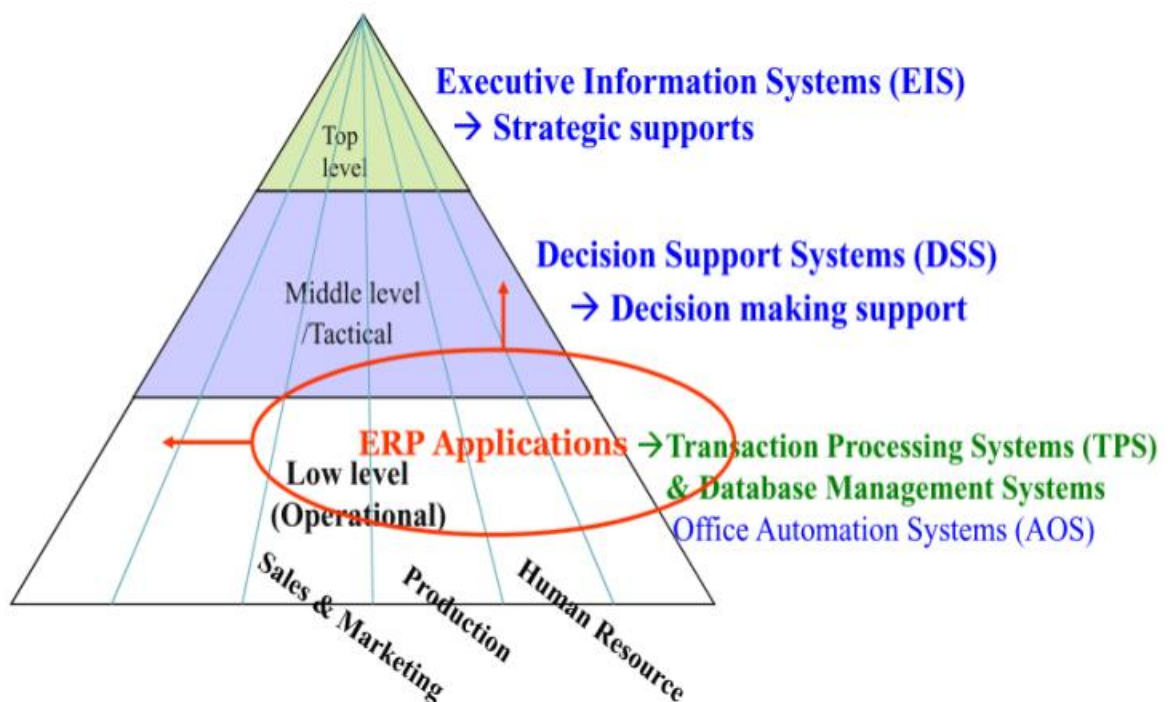 Executive Information Systems (EIS)
→ Strategic supports
Top
level
Decision Support Systems (DSS)
→ Decision making support
Middle level
/Tactical
ERP Applications
→Transaction Processing Systems (TPS)
& Database Management Systems
Office Automation Systems (AOS)
Low level
(Operational)
Sales & Marketing
Production
Human Resource